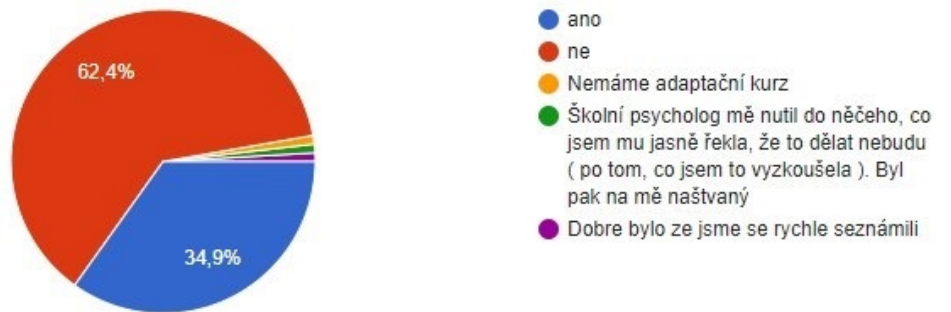 62,4%
34,9%
ano
ne
Nemáme adaptační kurz
Školní psycholog mě nutil do něčeho, co
jsem mu jasně řekla, že to dělat nebudu
( po tom, co jsem to vyzkoušela ). Byl
pak na mě naštvaný
Dobre bylo ze jsme se rychle seznámili